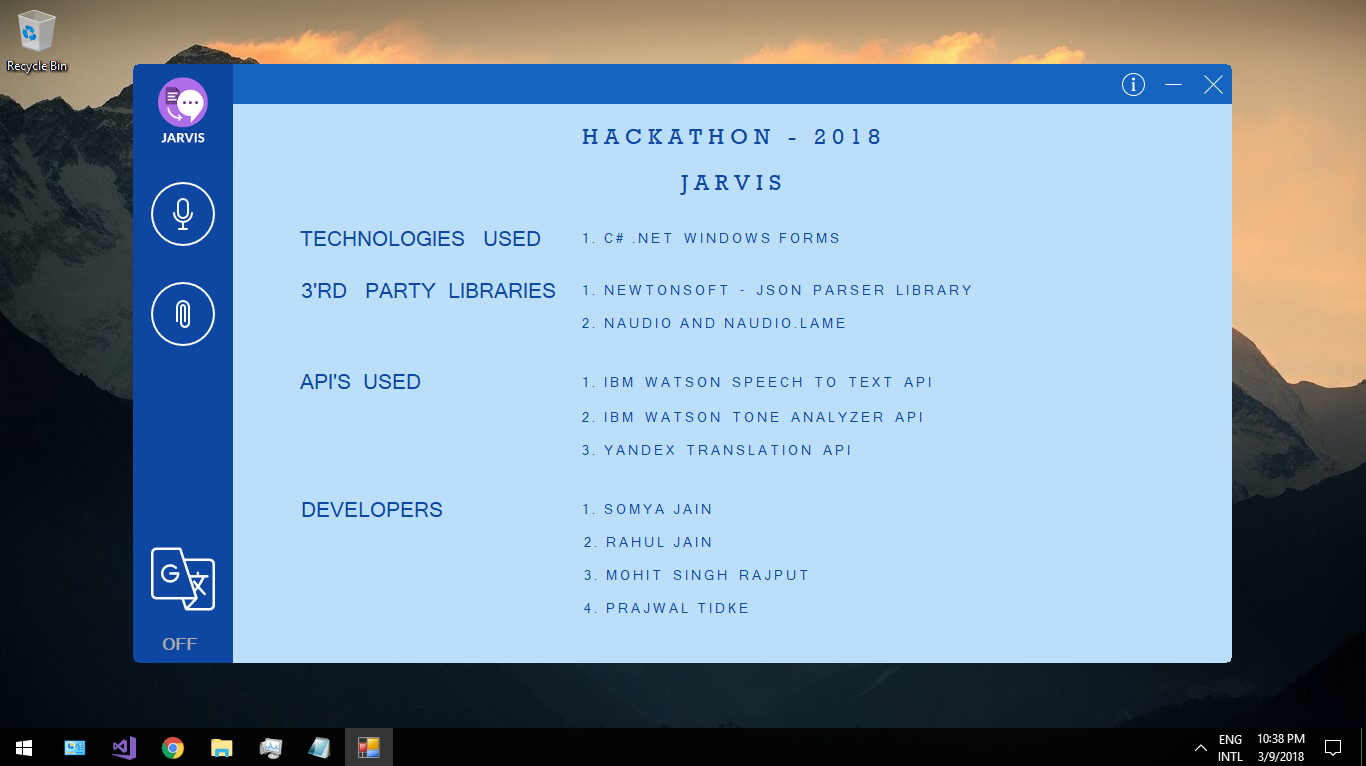 Recycle Bin
JARVIS
HACKATHON - 2018
JARVIS
TECHNOLOGIES USED
1. C# .NET WINDOWS FORMS
3'RD PARTY LIBRARIES
1. NEWTONSOFT - JSON PARSER LIBRARY
2. NAUDIO AND NAUDIO.LAME
API'S USED
1. IBM WATSON SPEECH TO TEXT API
2. IBM WATSON TONE ANALYZER API
3. YANDEX TRANSLATION API
DEVELOPERS
1. SOMYA JAIN
2. RAHUL JAIN
3. MOHIT SINGH RAJPUT
4. PRAJWAL TIDKE
G 文
OFF
ENG 10:38 PM
INTL 3/9/2018